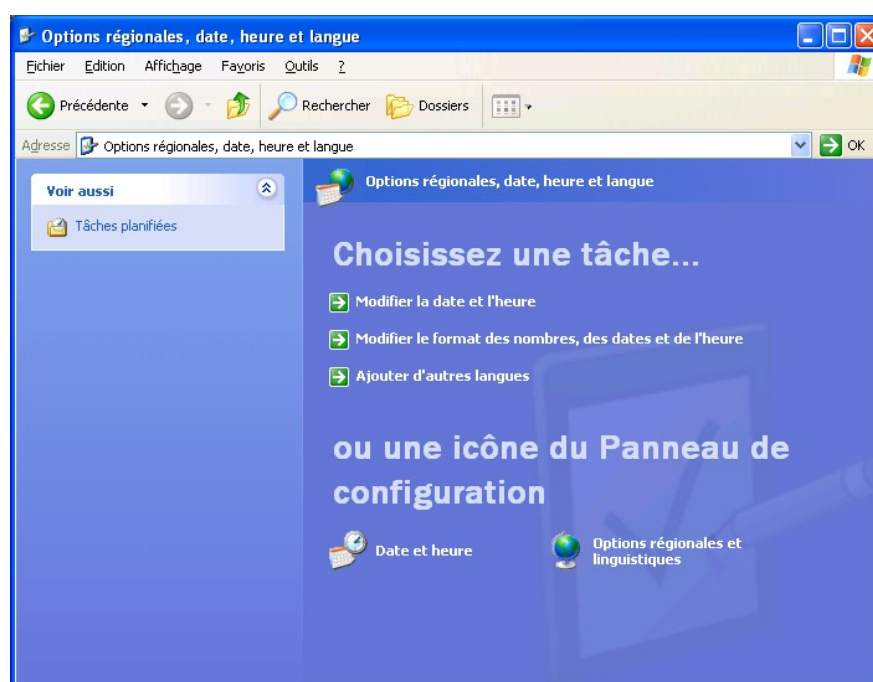 Options régionales, date, heure et langue
Fichier Edition Affichage Favoris Outils ?
Précédente Rechercher Dossiers
Adresse Options régionales, date, heure et langue OK
Voir aussi
Tâches planifiées
Options régionales, date, heure et langue
Choisissez une tâche...
Modifier la date et l'heure
Modifier le format des nombres, des dates et de l'heure
Ajouter d'autres langues
ou une icône du Panneau de
configuration
Date et heure
Options régionales et
linguistiques